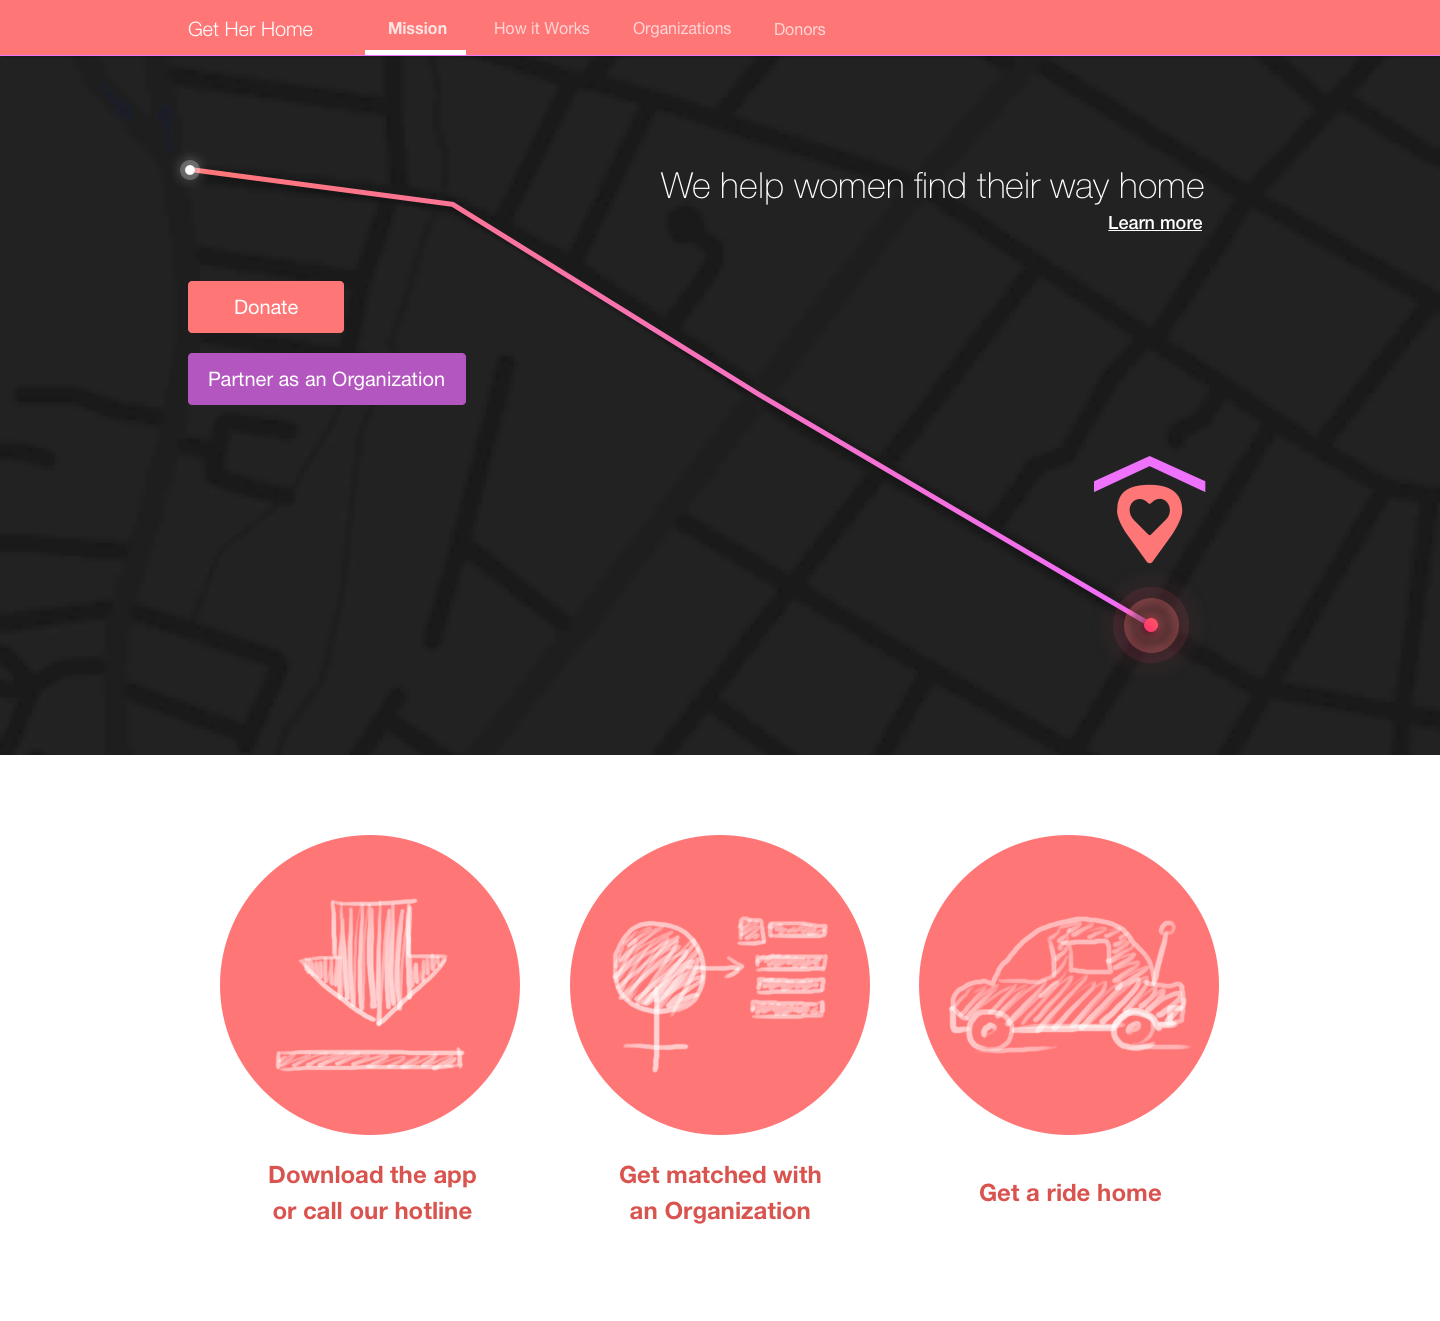 Get Her Home
Mission
How it Works
Organizations
Donors
We help women find their way home
Learn more
Donate
Partner as an Organization
Download the app
or call our hotline
Get matched with
an Organization
Get a ride home